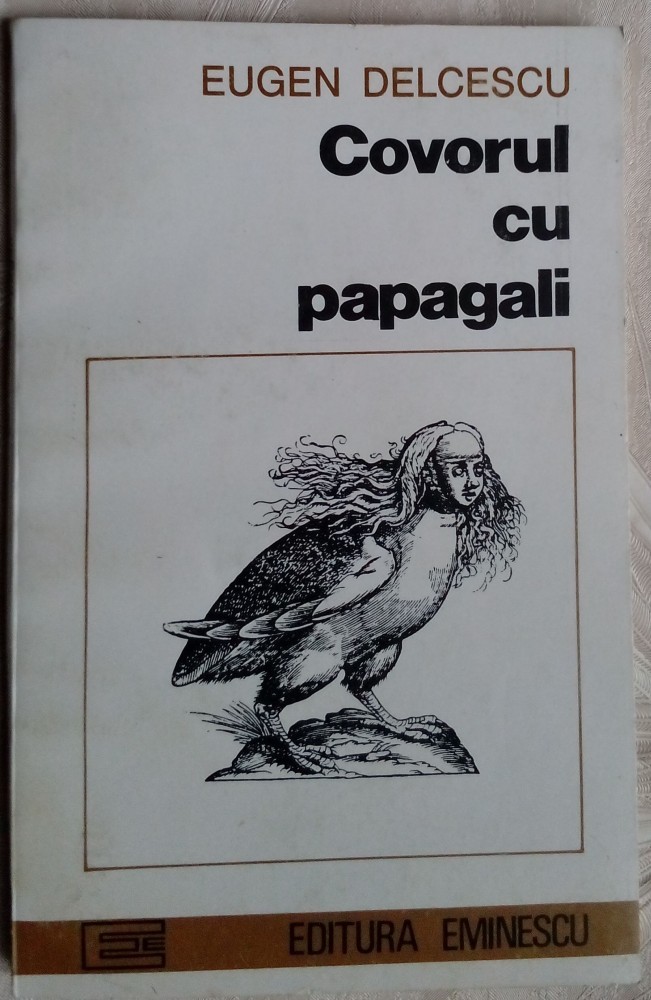 EUGEN DELCESCU
Covorul
cu
papagali
EDITURA EMINESCU